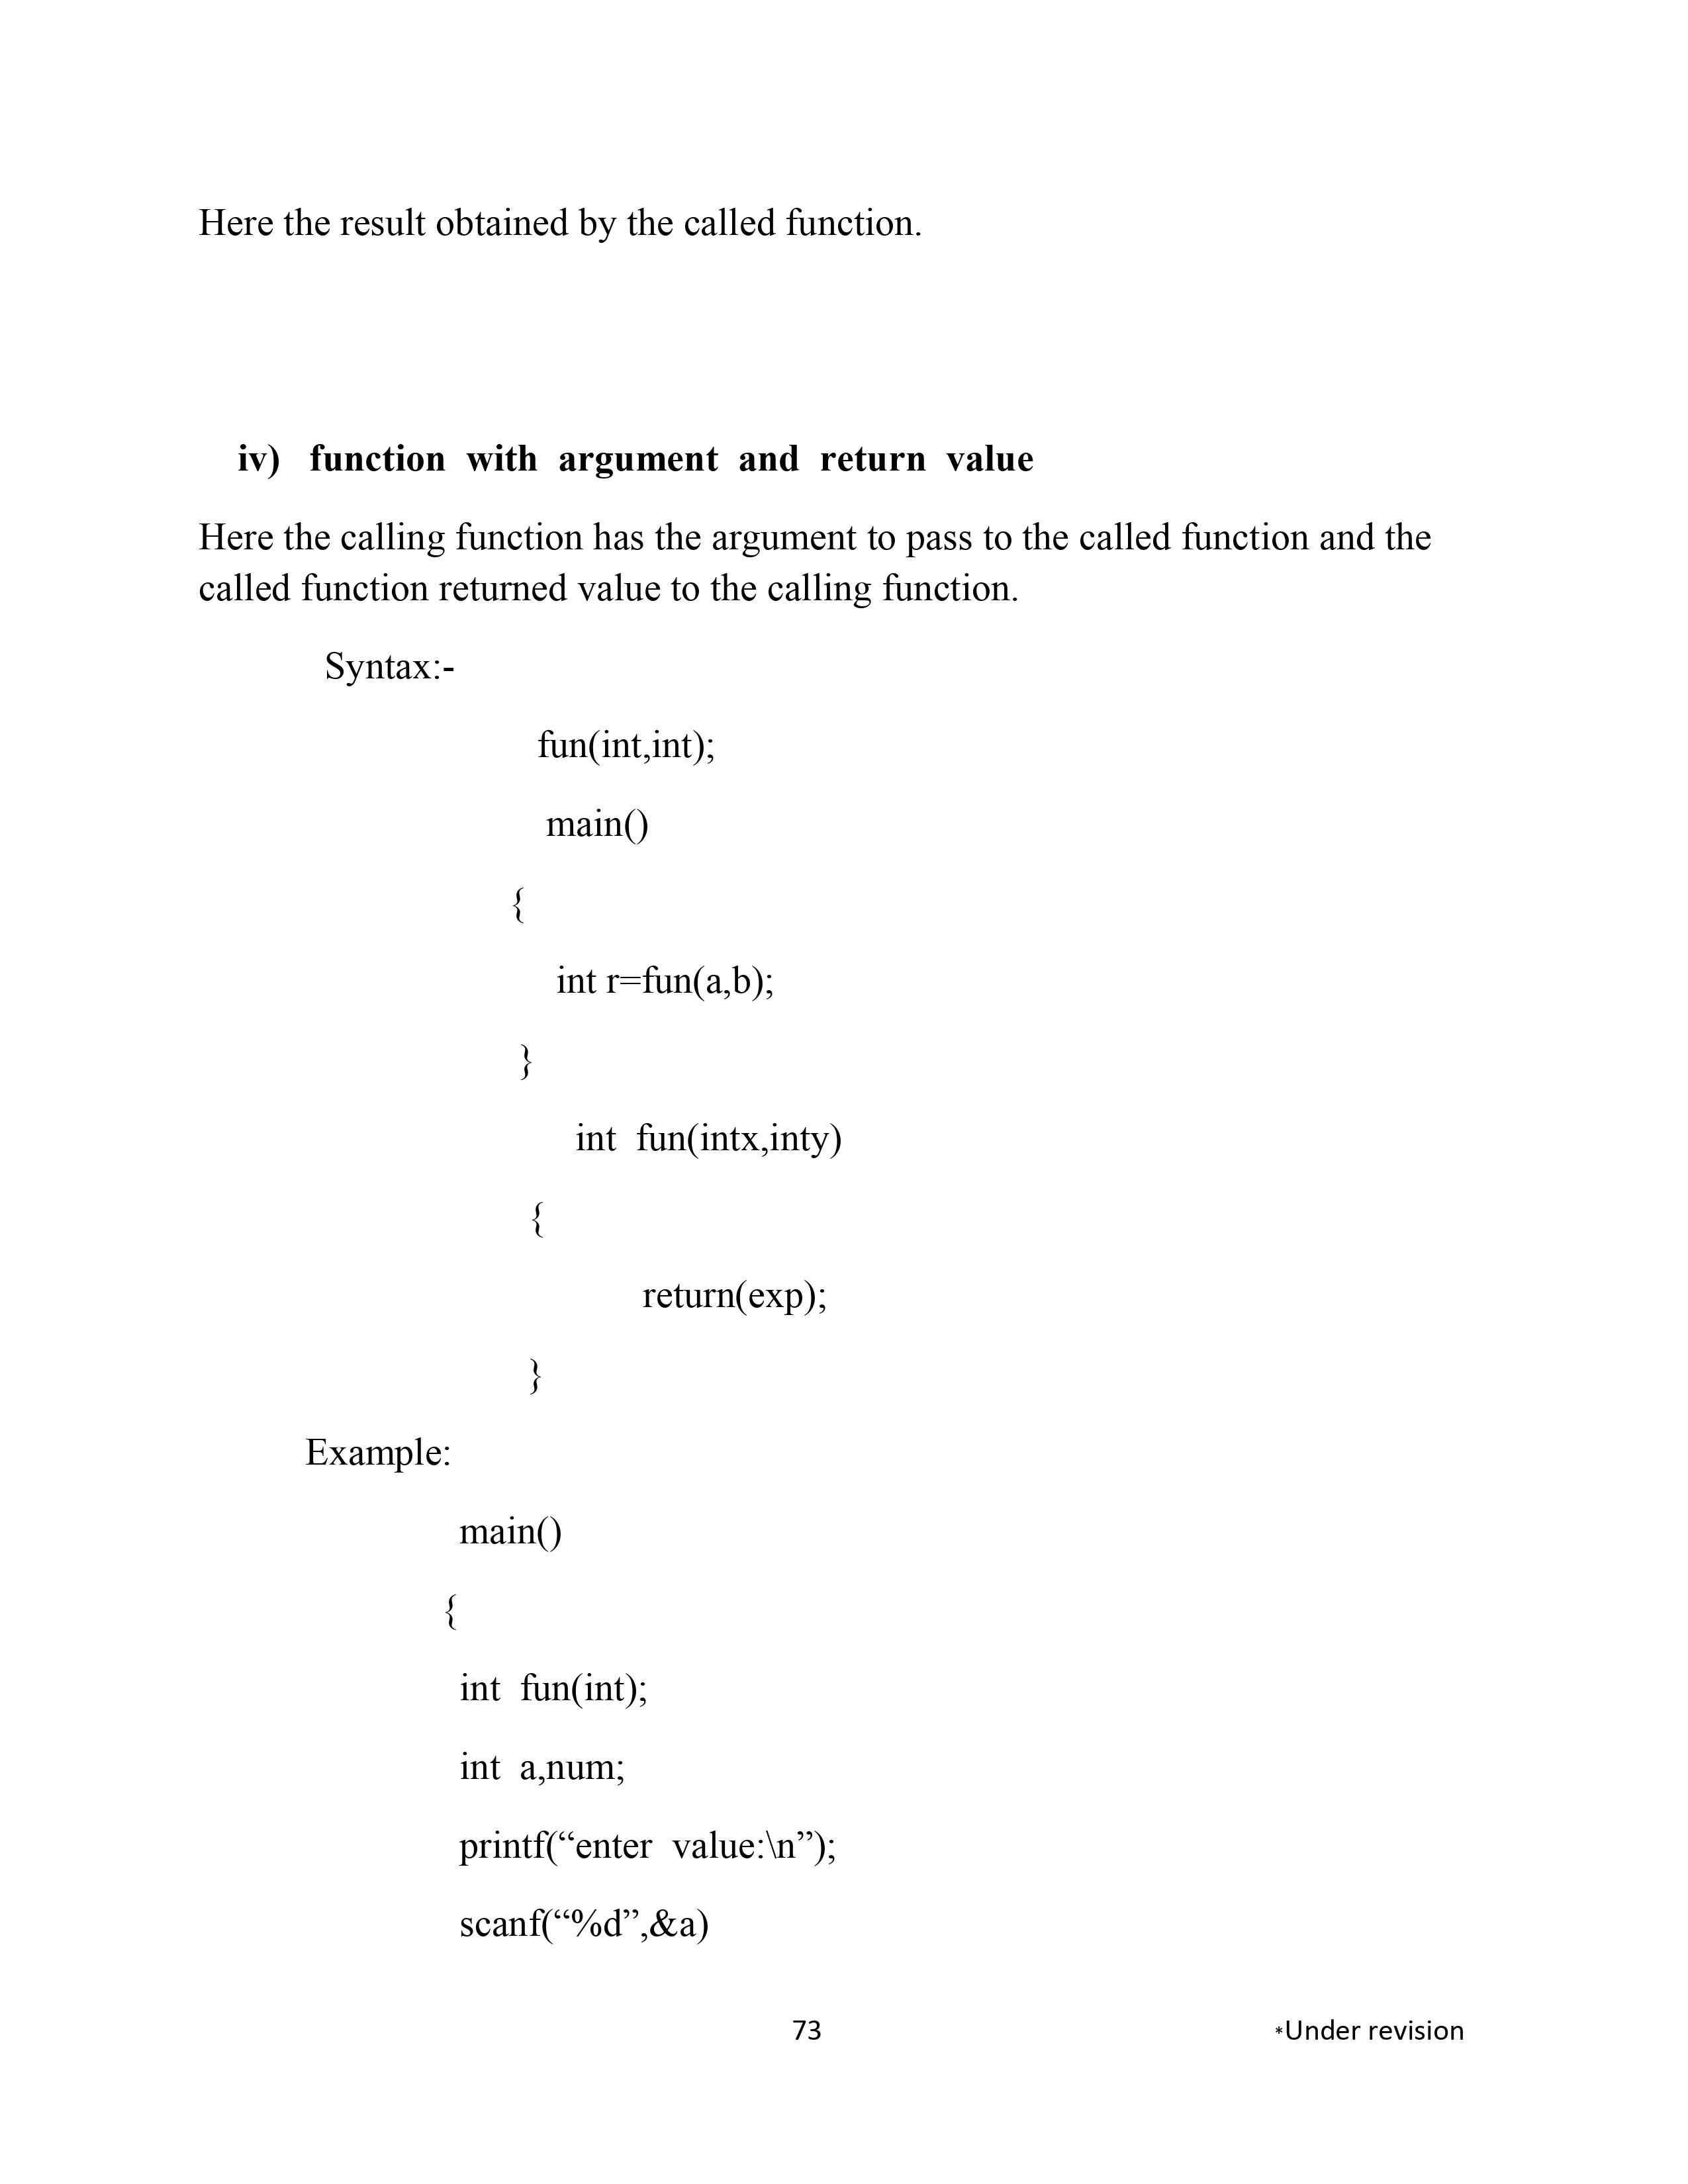 Here the result obtained by the called function.
iv) function with argument and return value
Here the calling function has the argument to pass to the called function and the
called function returned value to the calling function.
Syntax:-
fun(int,int);
main()
{
int r=fun(a,b);
}
int fun(intx,inty)
{
return(exp);
}
Example:
main()
{
int fun(int);
int a,num;
printf(“enter value:\n”);
scanf(“%d”,&a)
73 *Under revision